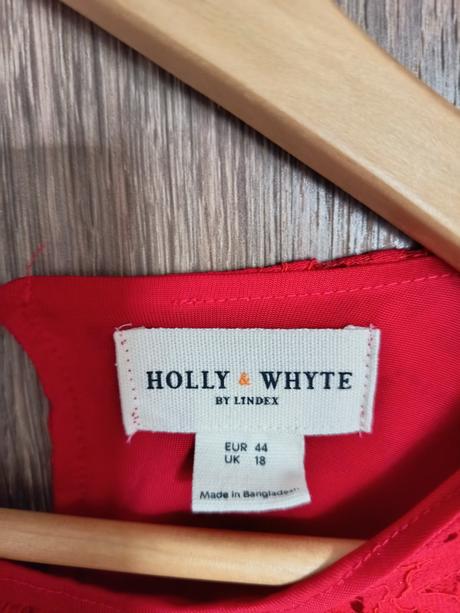 HOLLY & WHYTE
BY LINDEX
EUR 44
UK 18
Made in Bangladesh